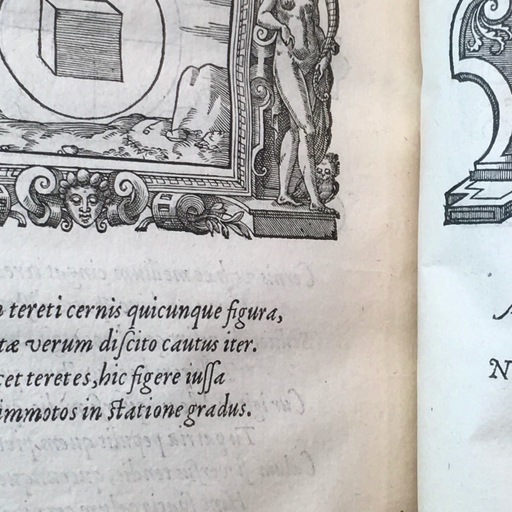 tereti cernis quicunque figura,
tæ verum diſcito cautus iter.
cet teretes, hic figere iuſſa
immotos in ſtatione gradus.
N